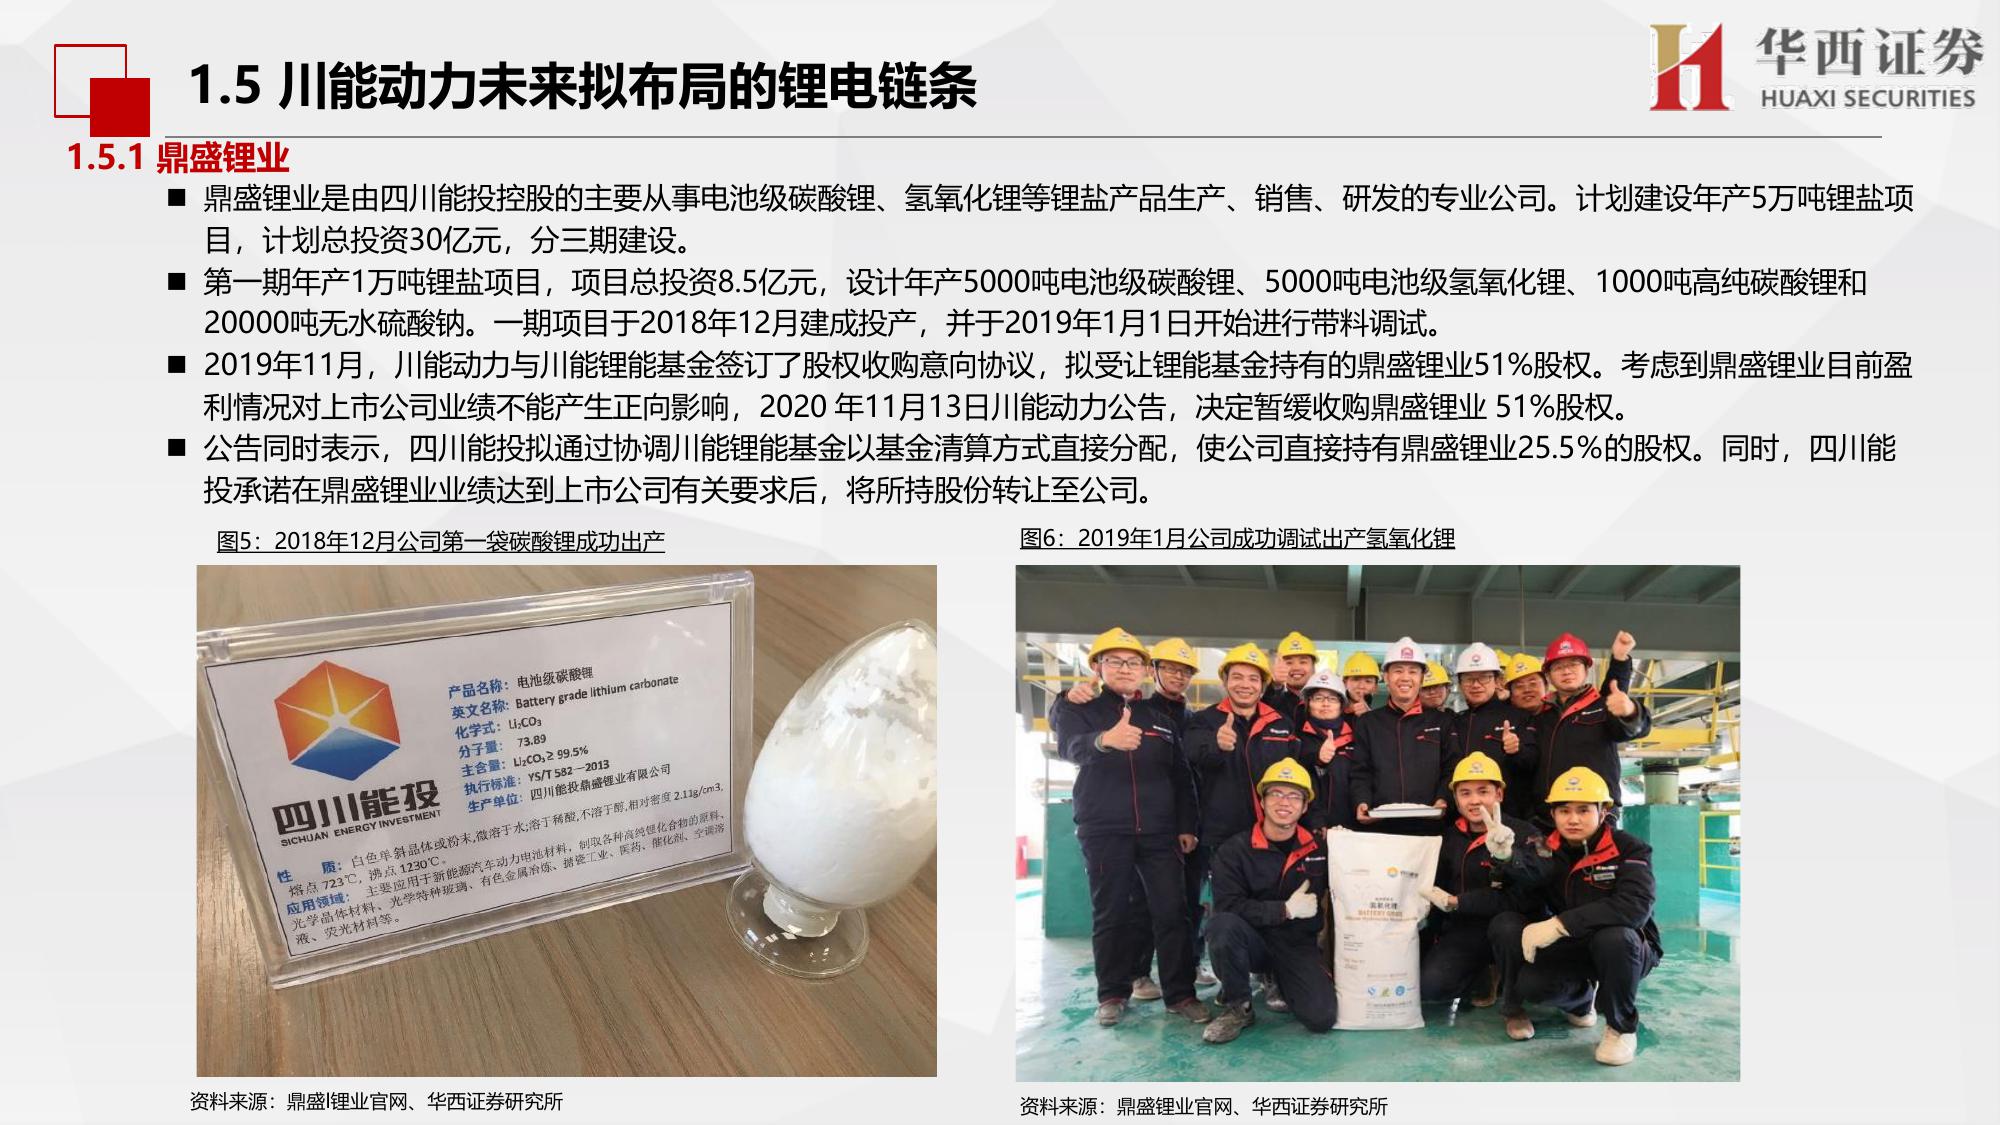 1.5 川能动力未来拟布局的锂电链条
华西证券
HUAXI SECURITIES
1.5.1 鼎盛锂业
■ 鼎盛锂业是由四川能投控股的主要从事电池级碳酸锂、氢氧化锂等锂盐产品生产、销售、研发的专业公司。计划建设年产5万吨锂盐项
目，计划总投资30亿元，分三期建设。
■ 第一期年产1万吨锂盐项目，项目总投资8.5亿元，设计年产5000吨电池级碳酸锂、5000吨电池级氢氧化锂、1000吨高纯碳酸锂和
20000吨无水硫酸钠。一期项目于2018年12月建成投产，并于2019年1月1日开始进行带料调试。
■ 2019年11月，川能动力与川能锂能基金签订了股权收购意向协议，拟受让锂能基金持有的鼎盛锂业51%股权。考虑到鼎盛锂业目前盈
利情况对上市公司业绩不能产生正向影响，2020 年11月13日川能动力公告，决定暂缓收购鼎盛锂业 51%股权。
■ 公告同时表示，四川能投拟通过协调川能锂能基金以基金清算方式直接分配，使公司直接持有鼎盛锂业25.5%的股权。同时，四川能
投承诺在鼎盛锂业业绩达到上市公司有关要求后，将所持股份转让至公司。
图5：2018年12月公司第一袋碳酸锂成功出产
四川能投
SICHUAN ENERGY INVESTMENT
产品名称：电池级碳酸锂
英文名称：Battery grade lithium carbonate
化学式：Li₂CO₃
分子量：73.89
主含量：Li₂CO₃≥99.5%
执行标准：YS/T 582—2013
生产单位：四川能投鼎盛锂业有限公司
性 质：白色单斜晶体或粉末,微溶于水;溶于稀酸,不溶于醇,相对密度 2.11g/cm3,
熔点 723℃，沸点 1230℃。
应用领域：主要应用于新能源汽车动力电池材料，制取各种高纯锂化合物的原料、
光学晶体材料、光学特种玻璃、有色金属冶炼、搪瓷工业、医药、催化剂、空调溶
液、荧光材料等。
资料来源：鼎盛l锂业官网、华西证券研究所
图6：2019年1月公司成功调试出产氢氧化锂
氢氧化锂
BATTERY GRADE
资料来源：鼎盛锂业官网、华西证券研究所